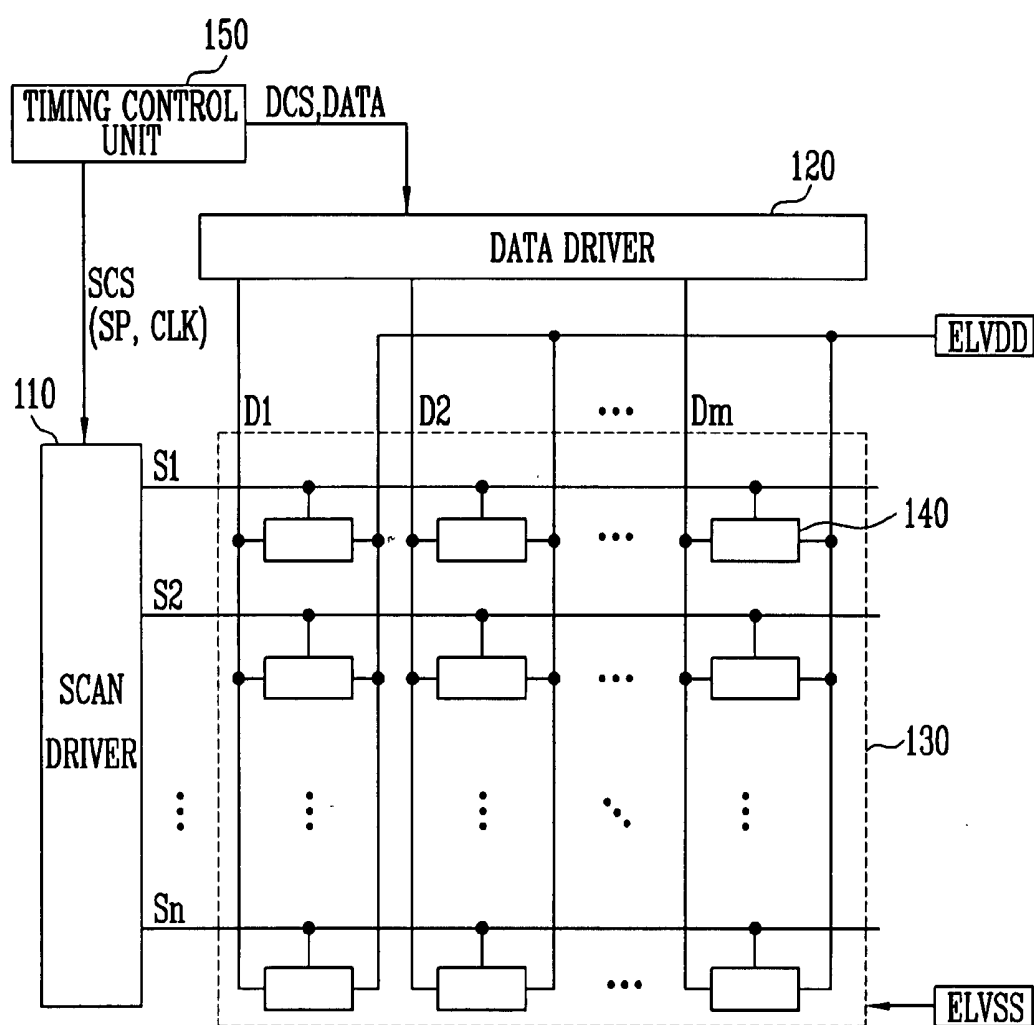 150
TIMING CONTROL
UNIT
DCS,DATA
120
DATA DRIVER
SCS
(SP, CLK)
ELVDD
110
D1 D2 ••• Dm
S1
140
•••
S2
•••
SCAN
DRIVER
130
Sn
•••
ELVSS